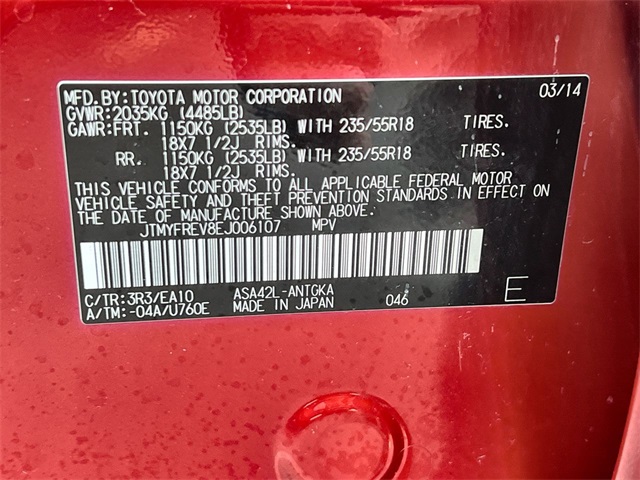 MFD.BY:TOYOTA MOTOR CORPORATION 03/14
GVWR:2035KG (4485LB)
GAWR:FRT. 1150KG (2535LB) WITH 235/55R18 TIRES.
18X7 1/2J RIMS.
RR. 1150KG (2535LB) WITH 235/55R18 TIRES.
18X7 1/2J RIMS.
THIS VEHICLE CONFORMS TO ALL APPLICABLE FEDERAL MOTOR
VEHICLE SAFETY AND THEFT PREVENTION STANDARDS IN EFFECT ON
THE DATE OF MANUFACTURE SHOWN ABOVE.
JTMYFREV8EJ006107 MPV
C/TR:3R3/EA10 ASA42L-ANTGKA
A/TM:-04A/U760E MADE IN JAPAN 046 E